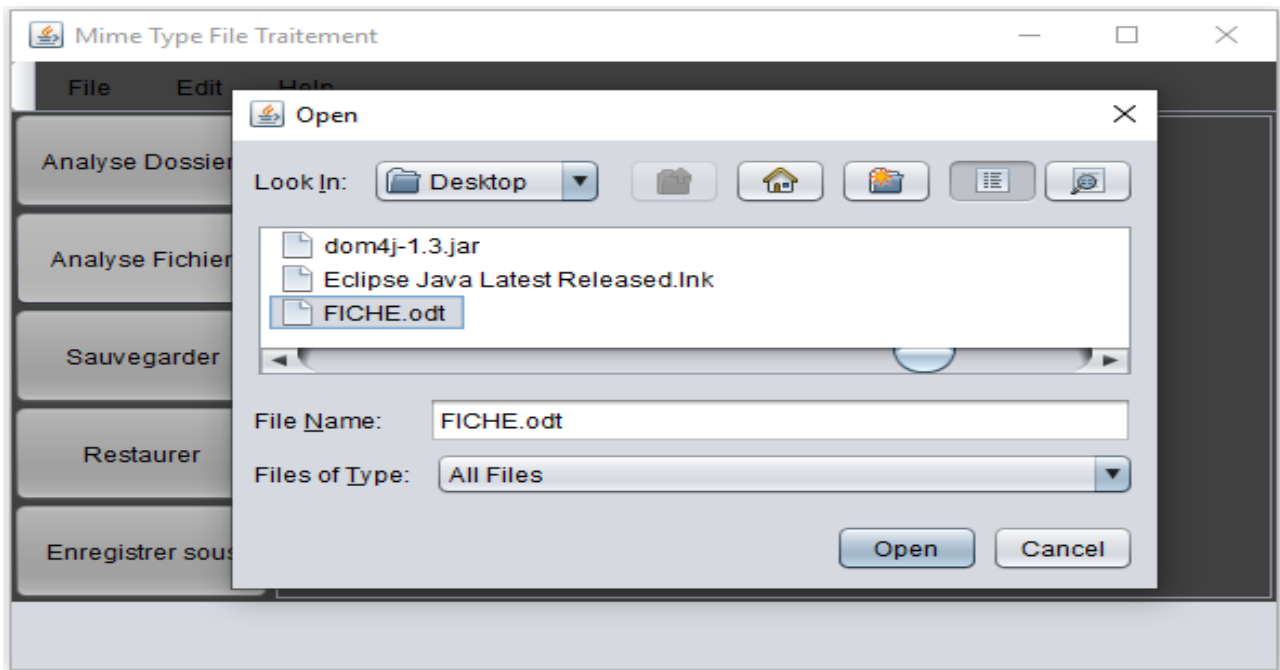 Mime Type File Traitement
File Edit Help
Open
Analyse Dossier
Look In: Desktop
dom4j-1.3.jar
Analyse Fichier
Eclipse Java Latest Released.lnk
FICHE.odt
Sauvegarder
File Name: FICHE.odt
Restaurer
Files of Type: All Files
Enregistrer sous
Open Cancel